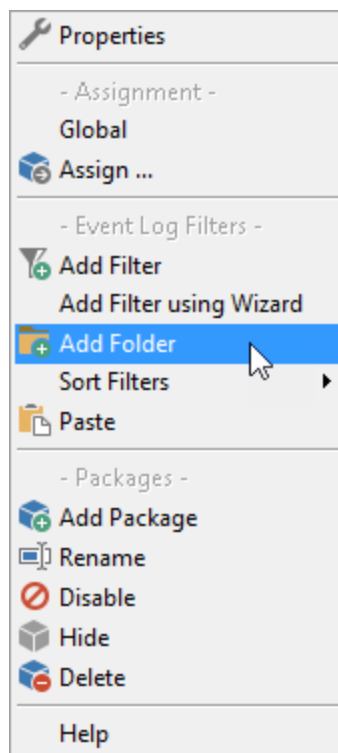 Properties
- Assignment -
Global
Assign ...
- Event Log Filters -
Add Filter
Add Filter using Wizard
Add Folder
Sort Filters
Paste
- Packages -
Add Package
Rename
Disable
Hide
Delete
Help